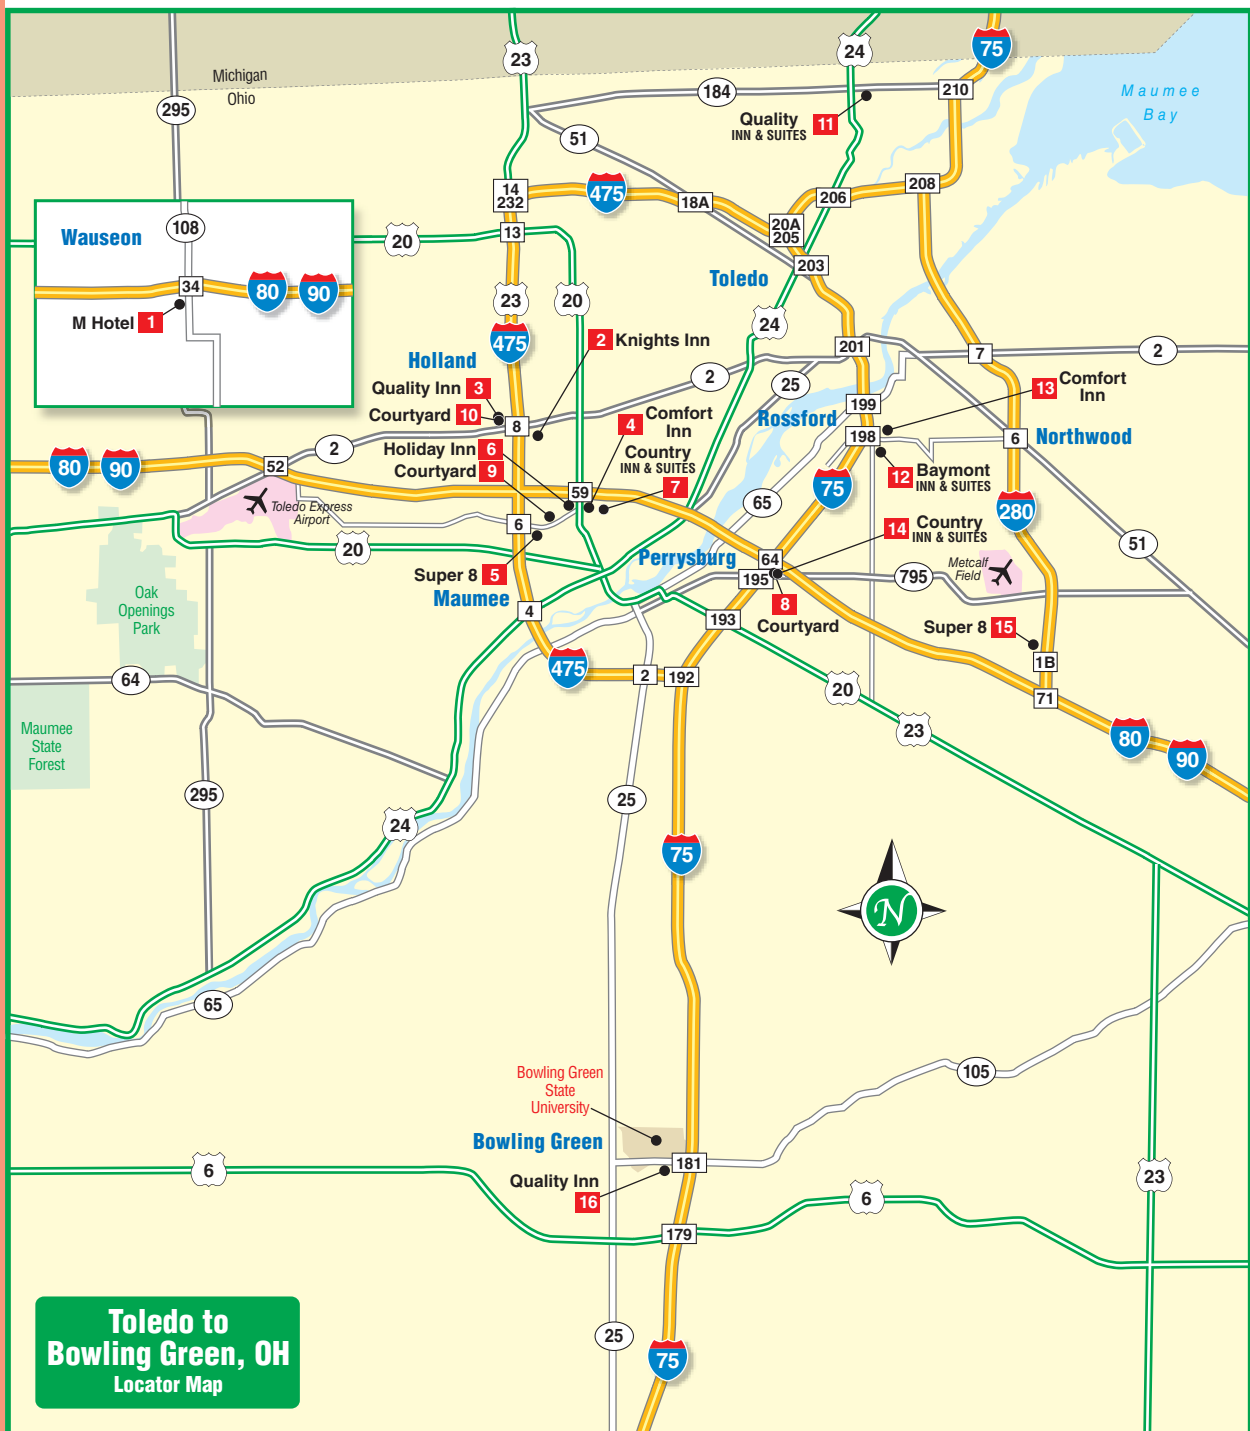 23
24
75
Michigan
Ohio
295
184
210
Maumee
Bay
Quality
INN & SUITES
11
51
14
232
475
18A
206
208
20A
205
108
Wauseon
20
13
203
Toledo
34
80
90
23
20
24
M Hotel 1
475
2 Knights Inn
201
7
2
Holland
2
25
Quality Inn 3
13
Comfort
Inn
Courtyard 10
8
4
Comfort
Inn
Rossford
199
198
6
Northwood
2
Holiday Inn 6
Courtyard 9
Country
INN & SUITES
7
80
90
52
59
12
Baymont
INN & SUITES
75
65
280
Toledo Express
Airport
6
14
Country
INN & SUITES
51
20
Perrysburg
64
195
Metcalf
Field
795
Super 8 5
Maumee
8
Courtyard
Oak
Openings
Park
4
193
Super 8 15
1B
475
2
192
64
20
71
Maumee
State
Forest
23
80
90
295
25
24
75
N
65
105
Bowling Green
State
University
Bowling Green
181
6
Quality Inn
16
23
6
179
Toledo to
Bowling Green, OH
Locator Map
25
75